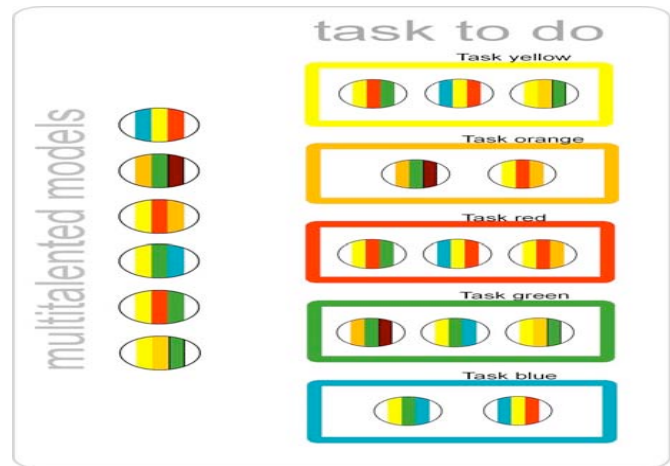 task to do
multitalented models
Task yellow
Task orange
Task red
Task green
Task blue